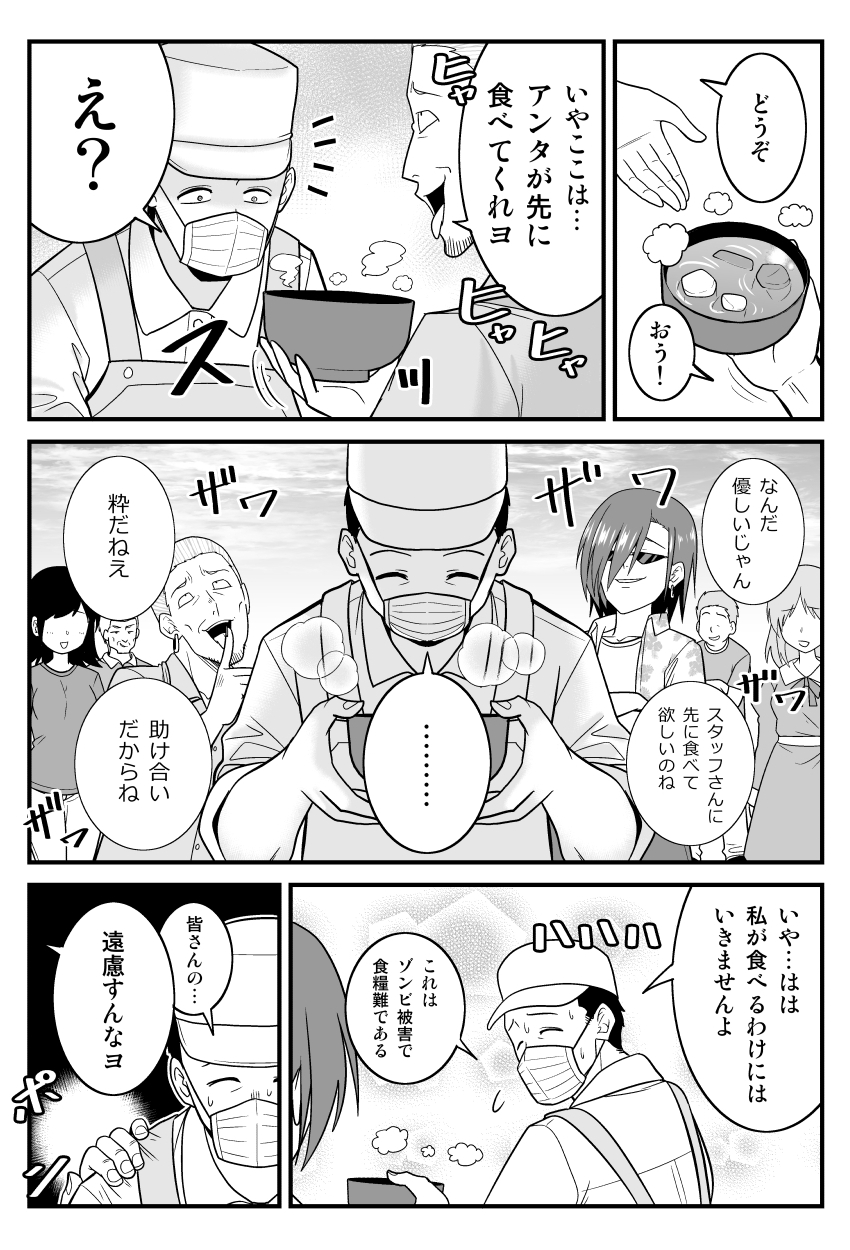 どうぞ
おう！
いやここは…
アンタが先に
食べてくれヨ
ヒャ
ヒャ
ヒャ
え？
スッ
なんだ
優しいじゃん
ザワ
ザワ
粋だねえ
スタッフさんに
先に食べて
欲しいのね
ザワ
………
助け合い
だからね
ザワ
いや…はは
私が食べるわけには
いきませんよ
ハハハハ
これは
ゾンビ被害で
食糧難である
皆さんの…
遠慮すんなヨ
ポン